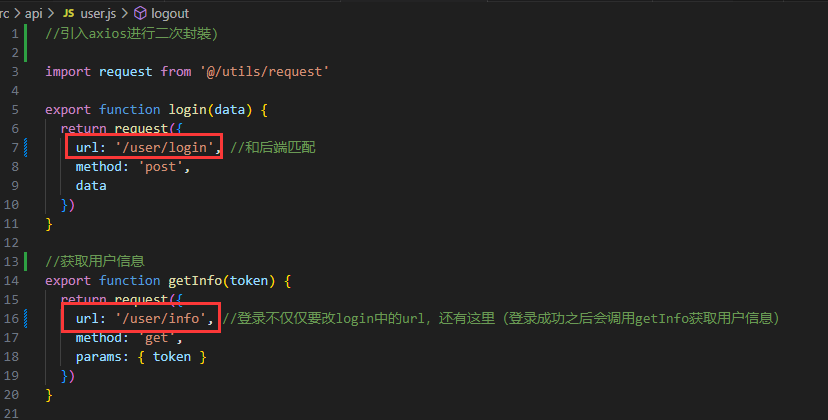 rc > api > JS user.js > logout
1 //引入axios进行二次封装)
2
3 import request from '@/utils/request'
4
5 export function login(data) {
6 return request({
7 url: '/user/login', //和后端匹配
8 method: 'post',
9 data
10 })
11 }
12
13 //获取用户信息
14 export function getInfo(token) {
15 return request({
16 url: '/user/info', //登录不仅仅要改login中的url，还有这里（登录成功之后会调用getInfo获取用户信息）
17 method: 'get',
18 params: { token }
19 })
20 }
21